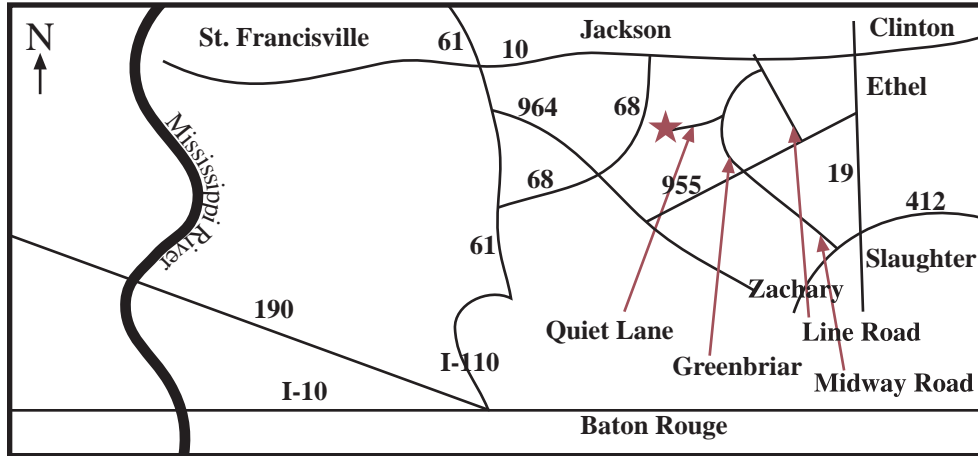 N
St. Francisville
61
10
Jackson
Clinton
964
68
Ethel
Mississippi River
68
955
19
412
61
Slaughter
190
Zachary
Quiet Lane
Line Road
I-110
Greenbriar
Midway Road
I-10
Baton Rouge